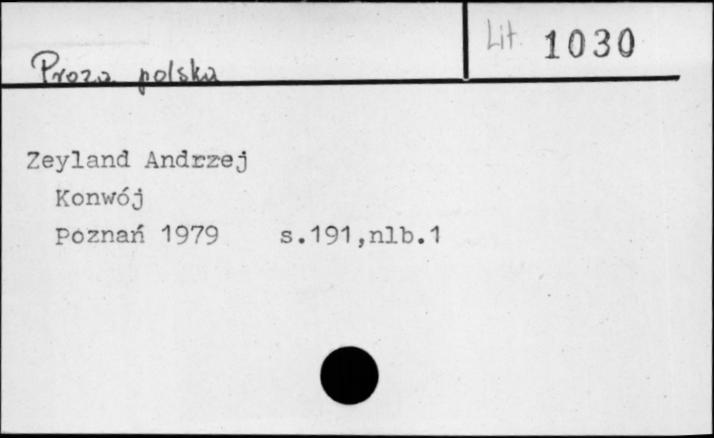 Lit. 1030
Proza polska
Zeyland Andrzej
Konwój
Poznań 1979 s.191,nlb.1